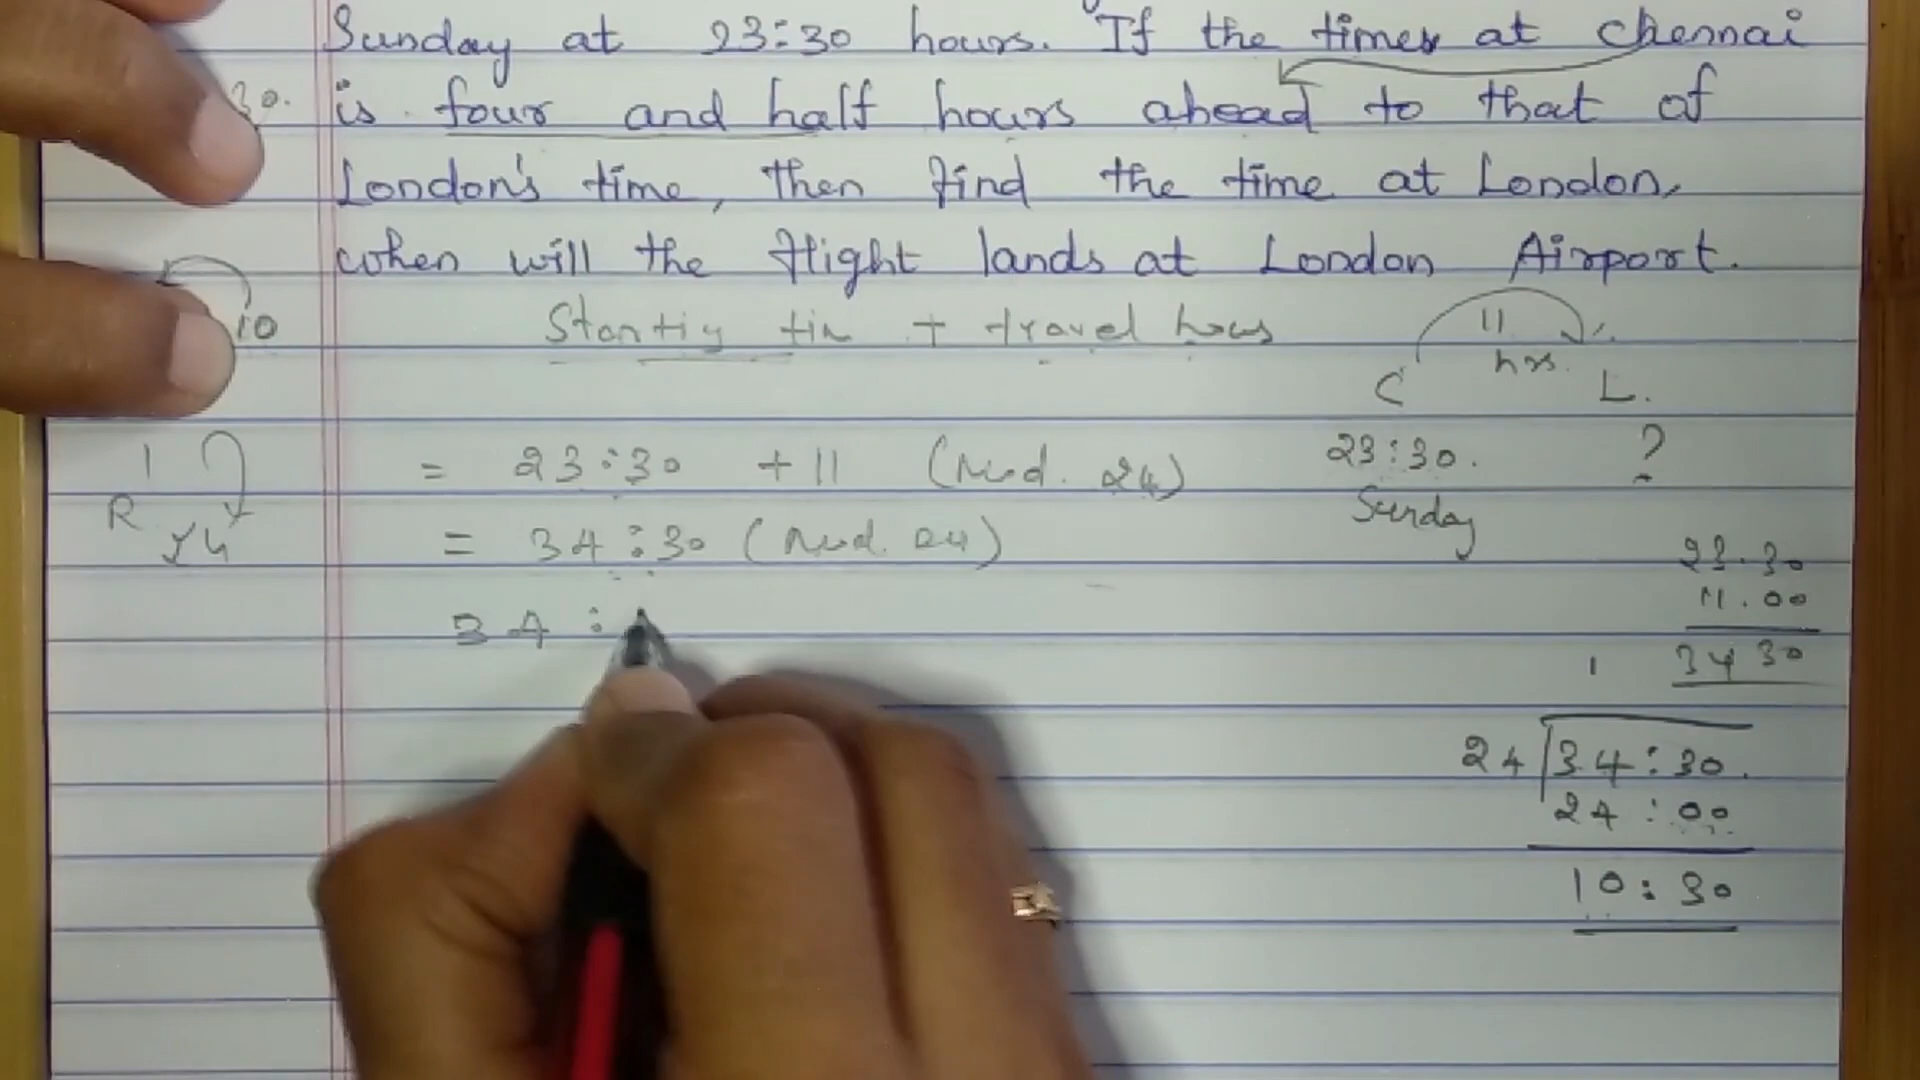 Sunday at 23:30 hours. If the times at chennai
30. is four and half hours ahead to that of
London's time, then find the time at London,
when will the flight lands at London Airport.
10
Starting tim + travel hours
11
hrs.
C L.
1
R
14
= 23:30 +11 (Mod. 24)
23:30. ?
Sunday
= 34:30 (Mod. 24)
34:
23.30
11.00
34 30
1
24 34:30.
24:00
10:30